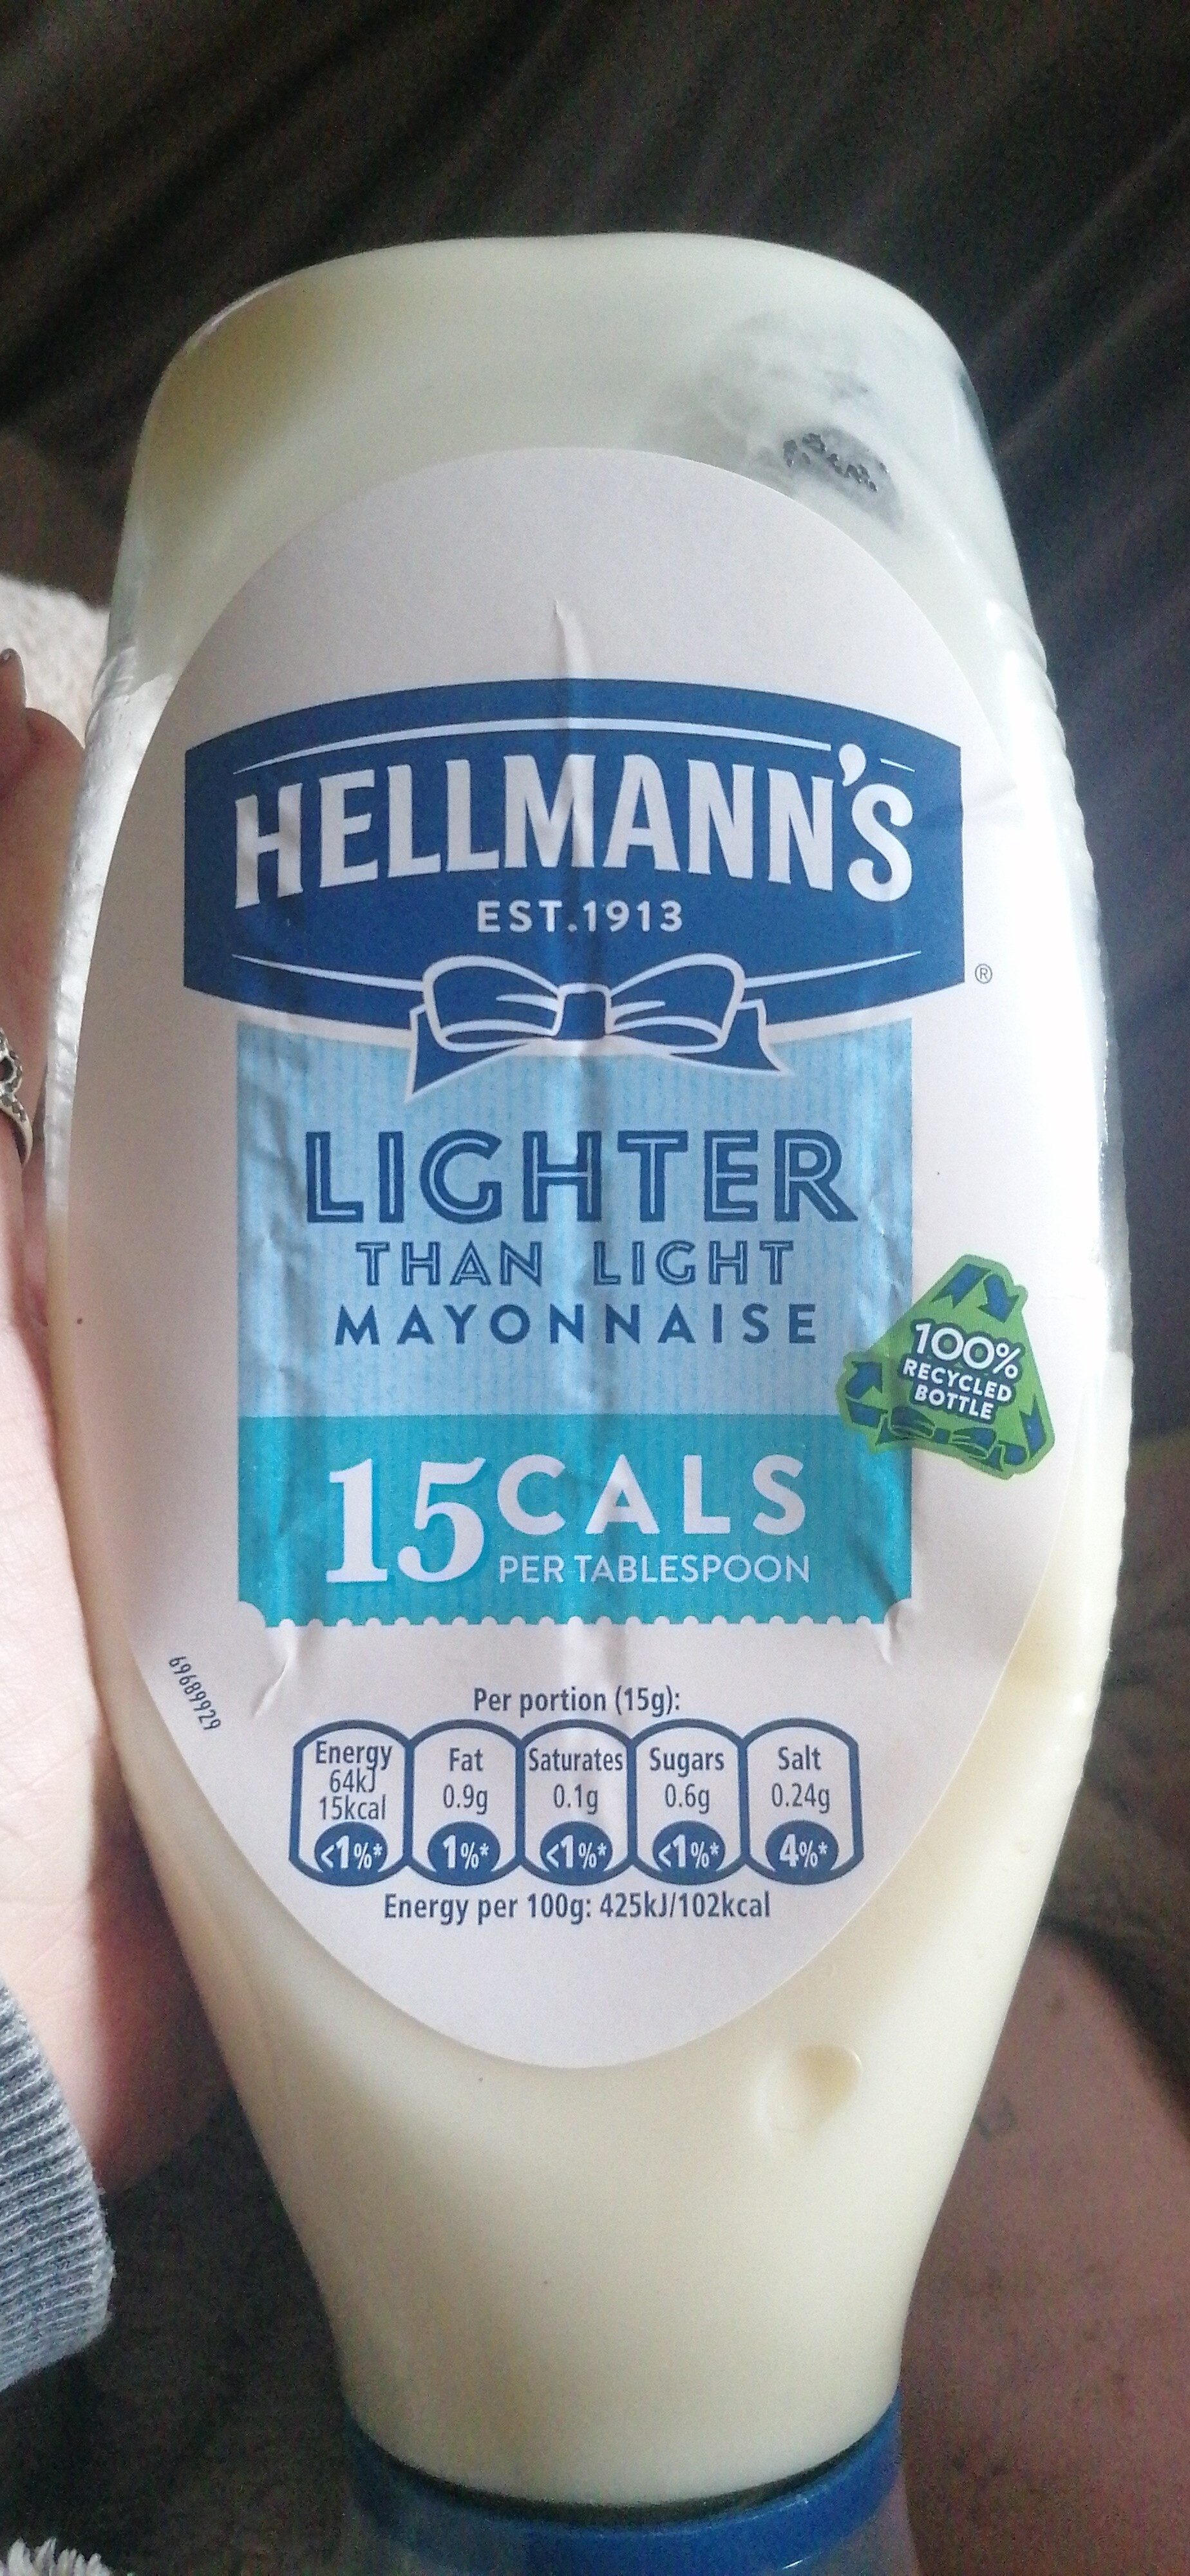 HELLMANN'S
EST.1913
®
LIGHTER
THAN LIGHT
MAYONNAISE
100%
RECYCLED
BOTTLE
15 CALS
PER TABLESPOON
69689929
Per portion (15g):
Energy Fat Saturates Sugars Salt
64kJ 0.9g 0.1g 0.6g 0.24g
15kcal
<1%* 1%* <1%* <1%* 4%*
Energy per 100g: 425kJ/102kcal